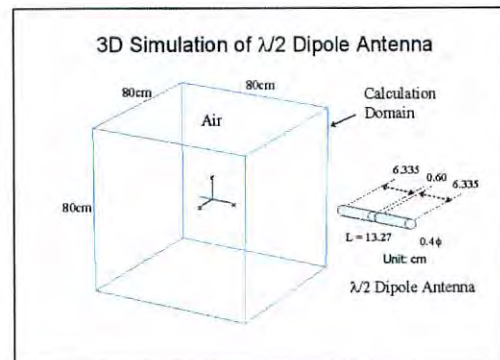 3D Simulation of λ/2 Dipole Antenna
80cm
80cm
Air
Calculation
Domain
80cm
6.335
0.60
6.335
L = 13.27
0.4ϕ
Unit: cm
λ/2 Dipole Antenna